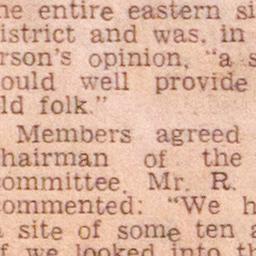 he entire eastern si
istrict and was, in
rson's opinion, "a s
ould well provide
ld folk."
Members agreed
hairman of the
ommittee, Mr. R.
ommented: "We h
a site of some ten a
f we looked into th